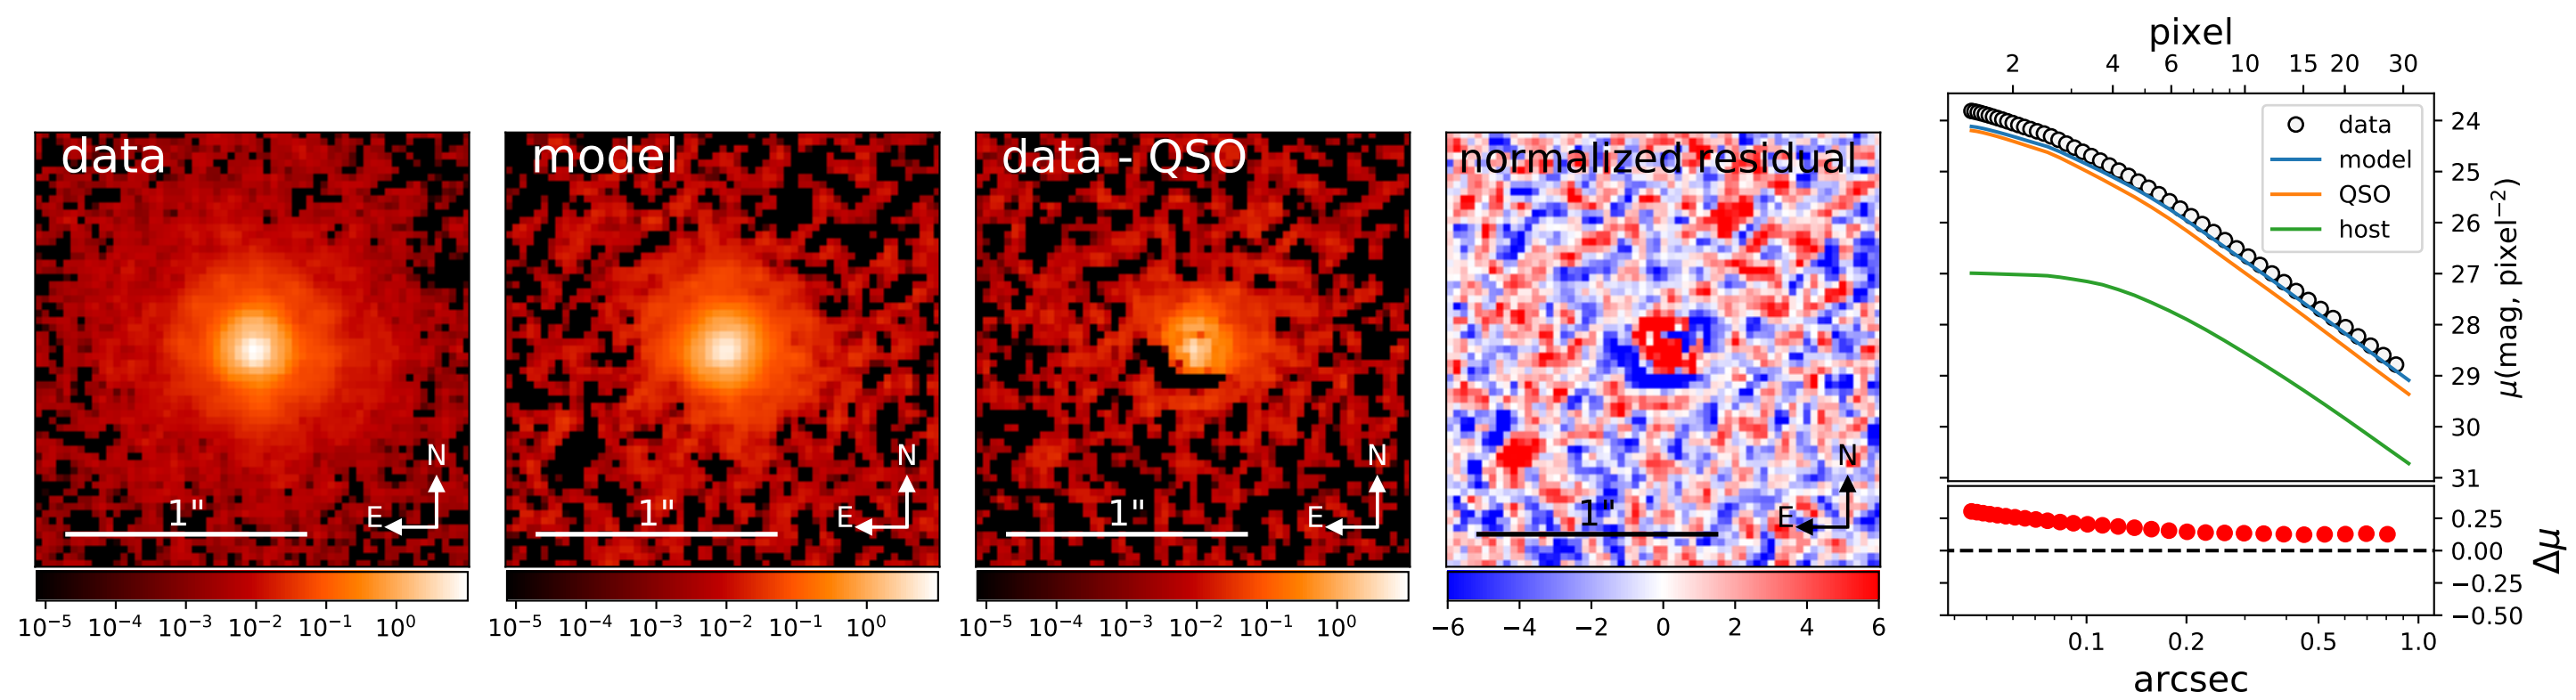 data
N
E
1"
10⁻⁵ 10⁻⁴ 10⁻³ 10⁻² 10⁻¹ 10⁰
model
N
E
1"
10⁻⁵ 10⁻⁴ 10⁻³ 10⁻² 10⁻¹ 10⁰
data - QSO
N
E
1"
10⁻⁵ 10⁻⁴ 10⁻³ 10⁻² 10⁻¹ 10⁰
normalized residual
N
E
1"
−6 −4 −2 0 2 4 6
pixel
2 4 6 10 15 20 30
data
model
QSO
host
24
25
26
27
28
29
30
31
μ(mag, pixel⁻²)
0.25
0.00
−0.25
−0.50
Δμ
0.1 0.2 0.5 1.0
arcsec